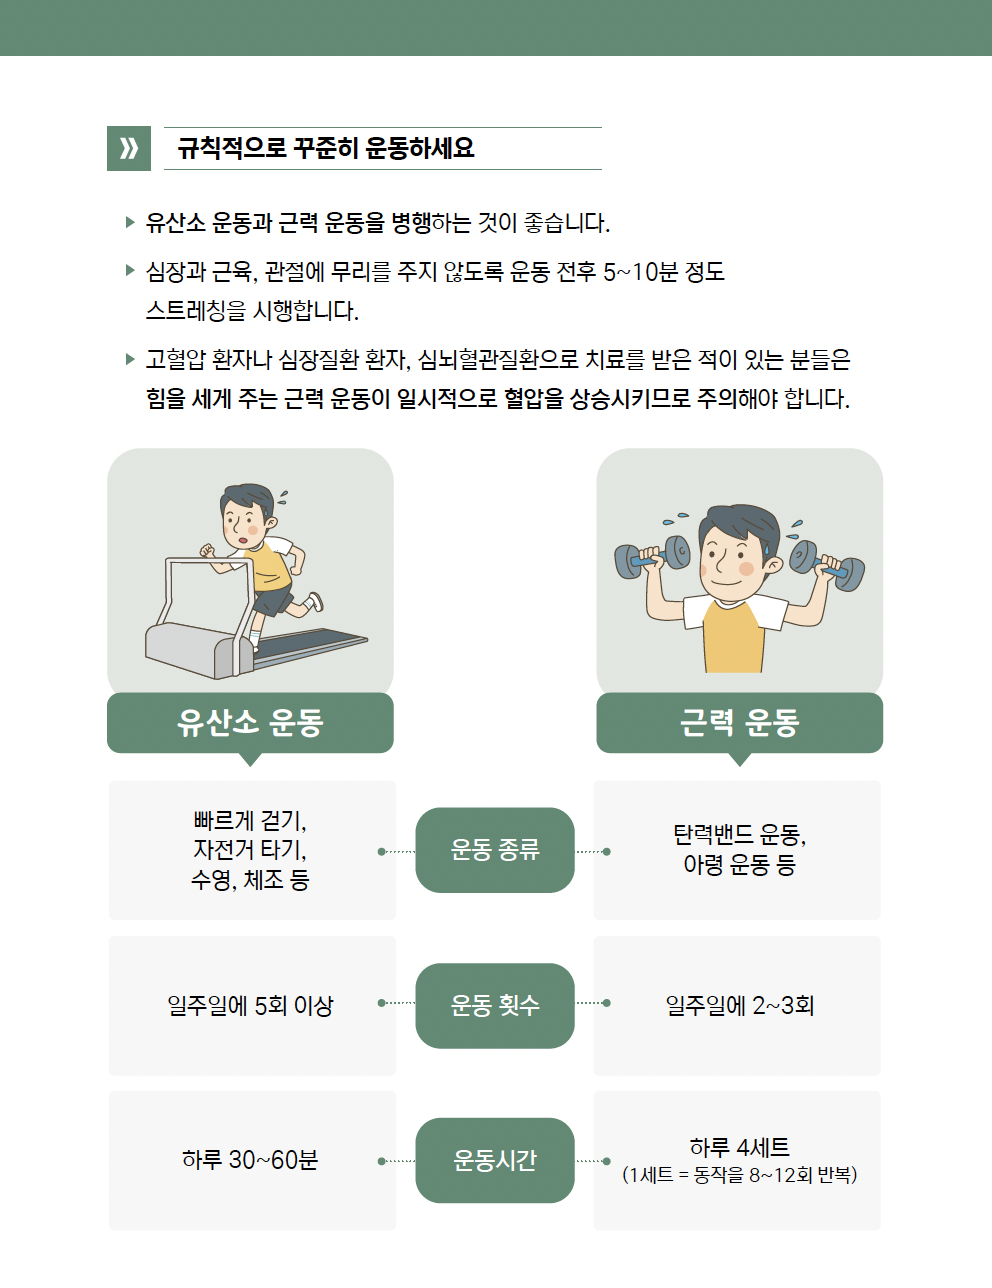 규칙적으로 꾸준히 운동하세요
유산소 운동과 근력 운동을 병행하는 것이 좋습니다.
심장과 근육, 관절에 무리를 주지 않도록 운동 전후 5~10분 정도
스트레칭을 시행합니다.
고혈압 환자나 심장질환 환자, 심뇌혈관질환으로 치료를 받은 적이 있는 분들은
힘을 세게 주는 근력 운동이 일시적으로 혈압을 상승시키므로 주의해야 합니다.
유산소 운동
근력 운동
빠르게 걷기,
자전거 타기,
수영, 체조 등
운동 종류
탄력밴드 운동,
아령 운동 등
일주일에 5회 이상
운동 횟수
일주일에 2~3회
하루 30~60분
운동시간
하루 4세트
(1세트 = 동작을 8~12회 반복)